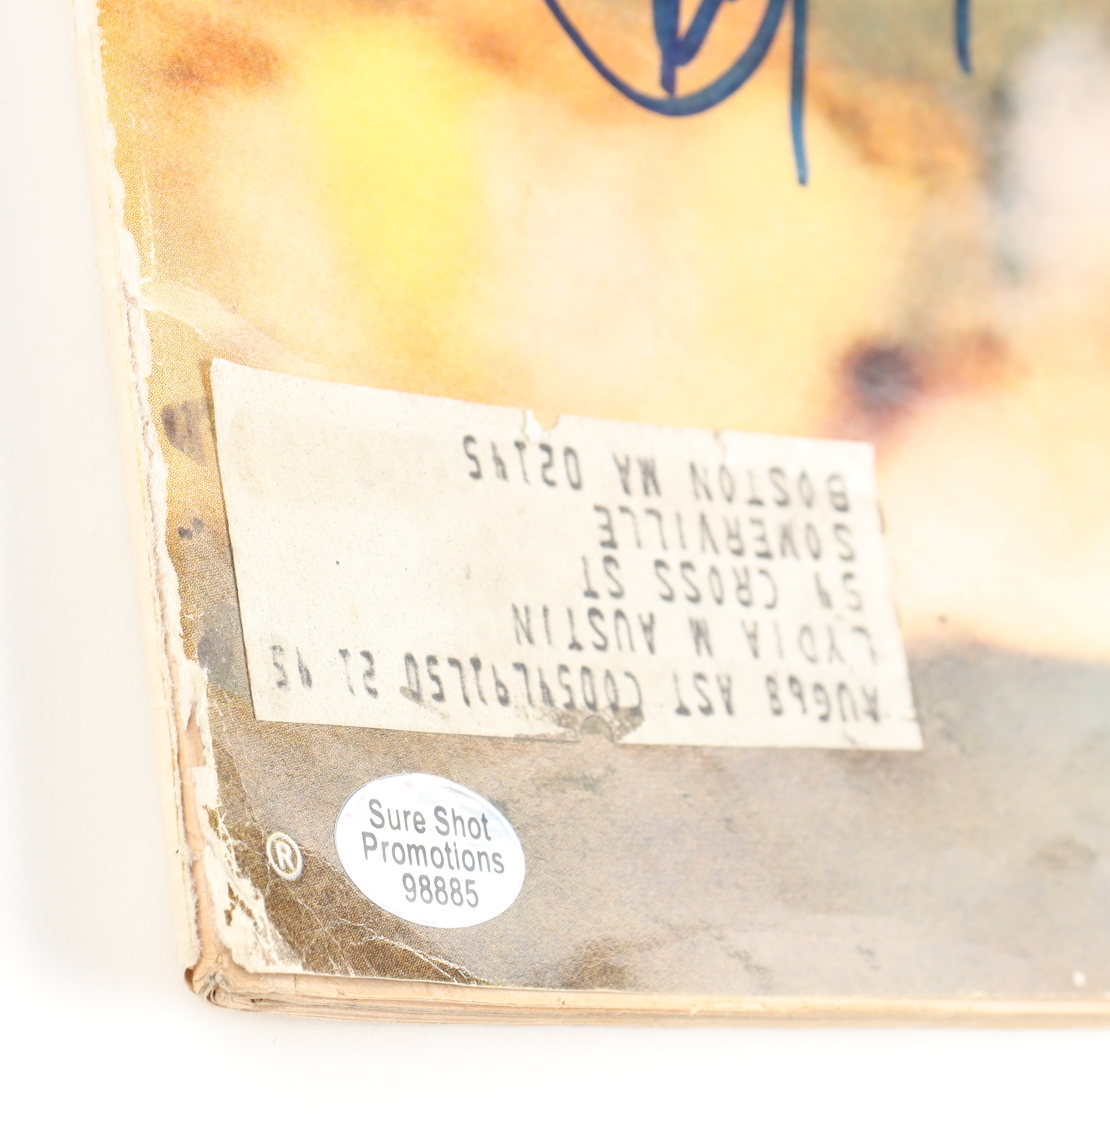 AUG68 AST 21 45
LYDIA M AUSTIN
54 CROSS ST
SOMERVILLE
BOSTON MA 02145
®
Sure Shot
Promotions
98885